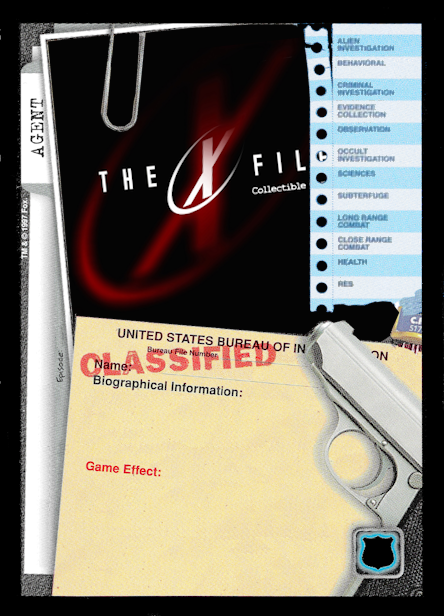 AGENT
TM & © 1997 Fox.
Episode
THE X FIL
Collectible
ALIEN
INVESTIGATION
BEHAVIORAL
CRIMINAL
INVESTIGATION
EVIDENCE
COLLECTION
OBSERVATION
OCCULT
INVESTIGATION
SCIENCES
SUBTERFUGE
LONG RANGE
COMBAT
CLOSE RANGE
COMBAT
HEALTH
RES
UNITED STATES BUREAU OF IN ON
Bureau File Number
CLASSIFIED
Name:
Biographical Information:
Game Effect: